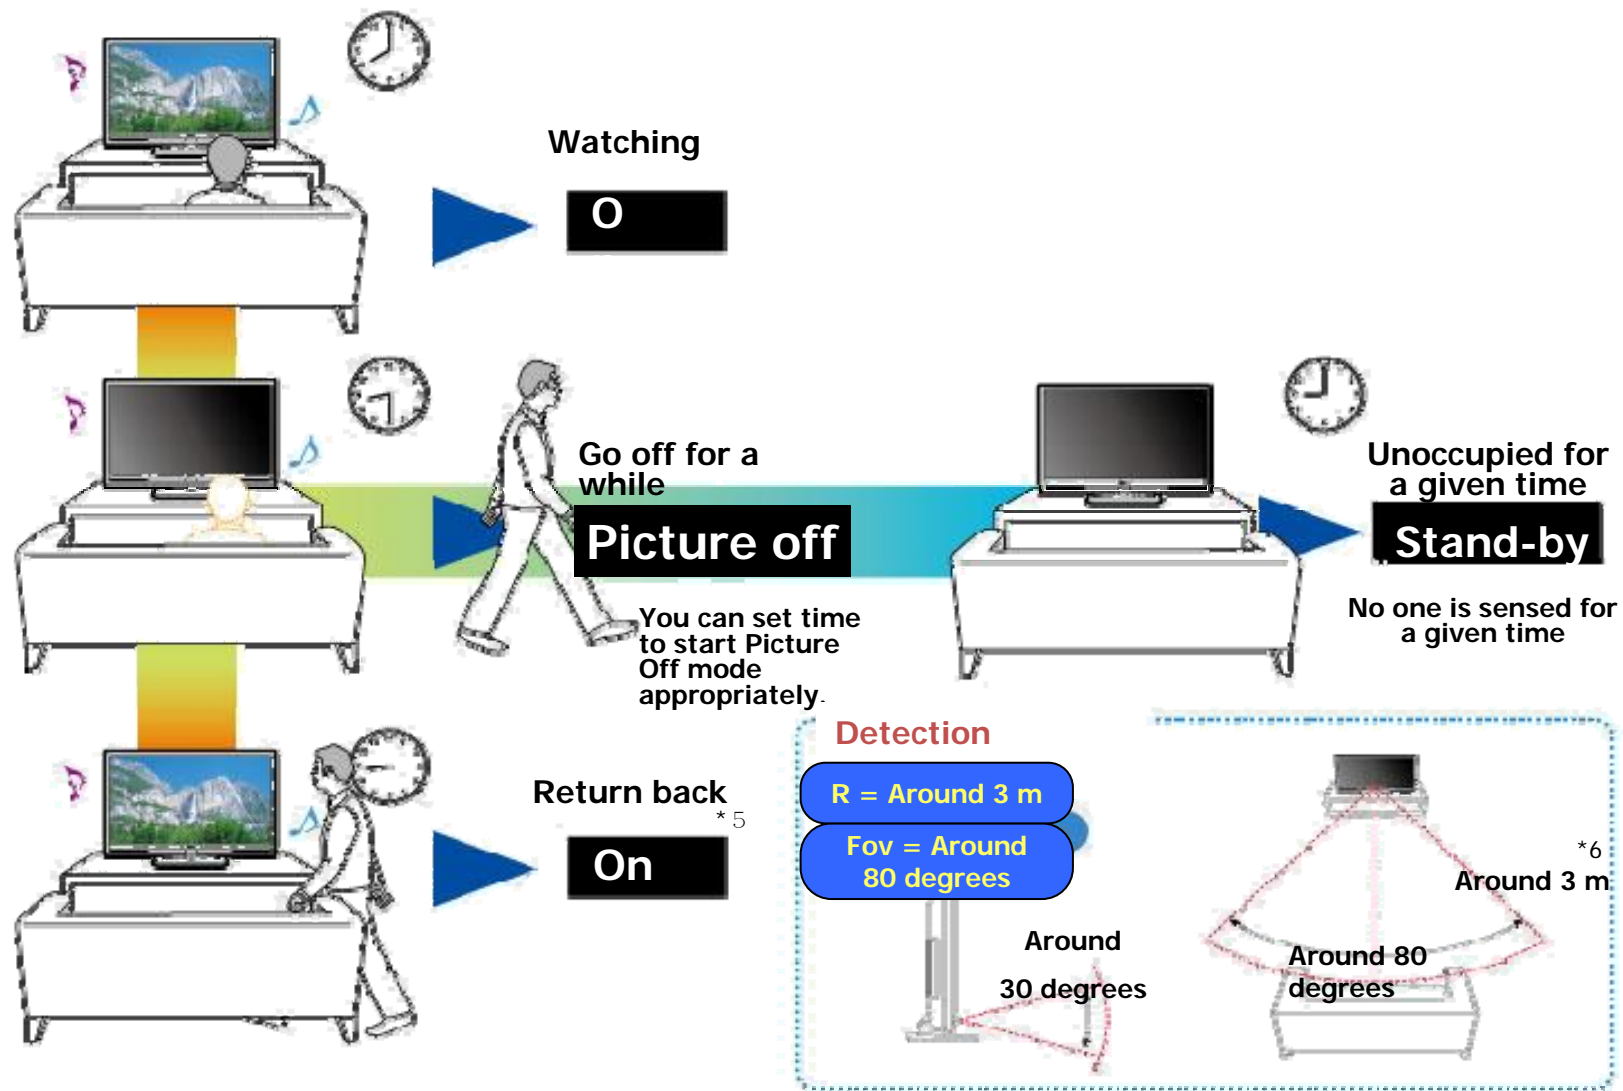 Watching
O
Go off for a
while
Picture off
You can set time
to start Picture
Off mode
appropriately.
Unoccupied for
a given time
Stand-by
No one is sensed for
a given time
Return back
*5
On
Detection
R = Around 3 m
Fov = Around
80 degrees
Around
30 degrees
*6
Around 3 m
Around 80
degrees